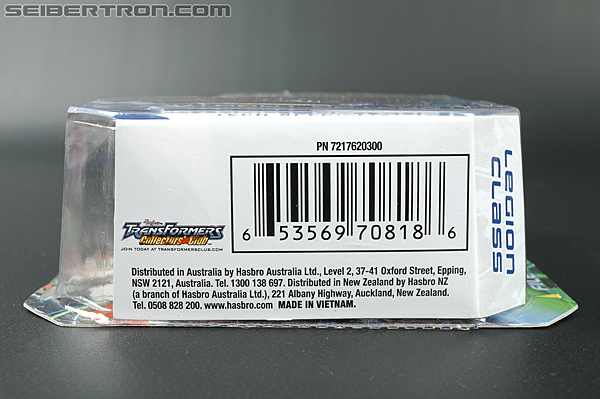 SEIBERTRON.COM
PN 7217620300
6 53569 70818 6
TRANSFORMERS
Collectors' Club
JOIN TODAY AT TRANSFORMERSCLUB.COM
Distributed in Australia by Hasbro Australia Ltd., Level 2, 37-41 Oxford Street, Epping,
NSW 2121, Australia. Tel. 1300 138 697. Distributed in New Zealand by Hasbro NZ
(a branch of Hasbro Australia Ltd.), 221 Albany Highway, Auckland, New Zealand.
Tel. 0508 828 200. www.hasbro.com MADE IN VIETNAM.
LEGION
CLASS